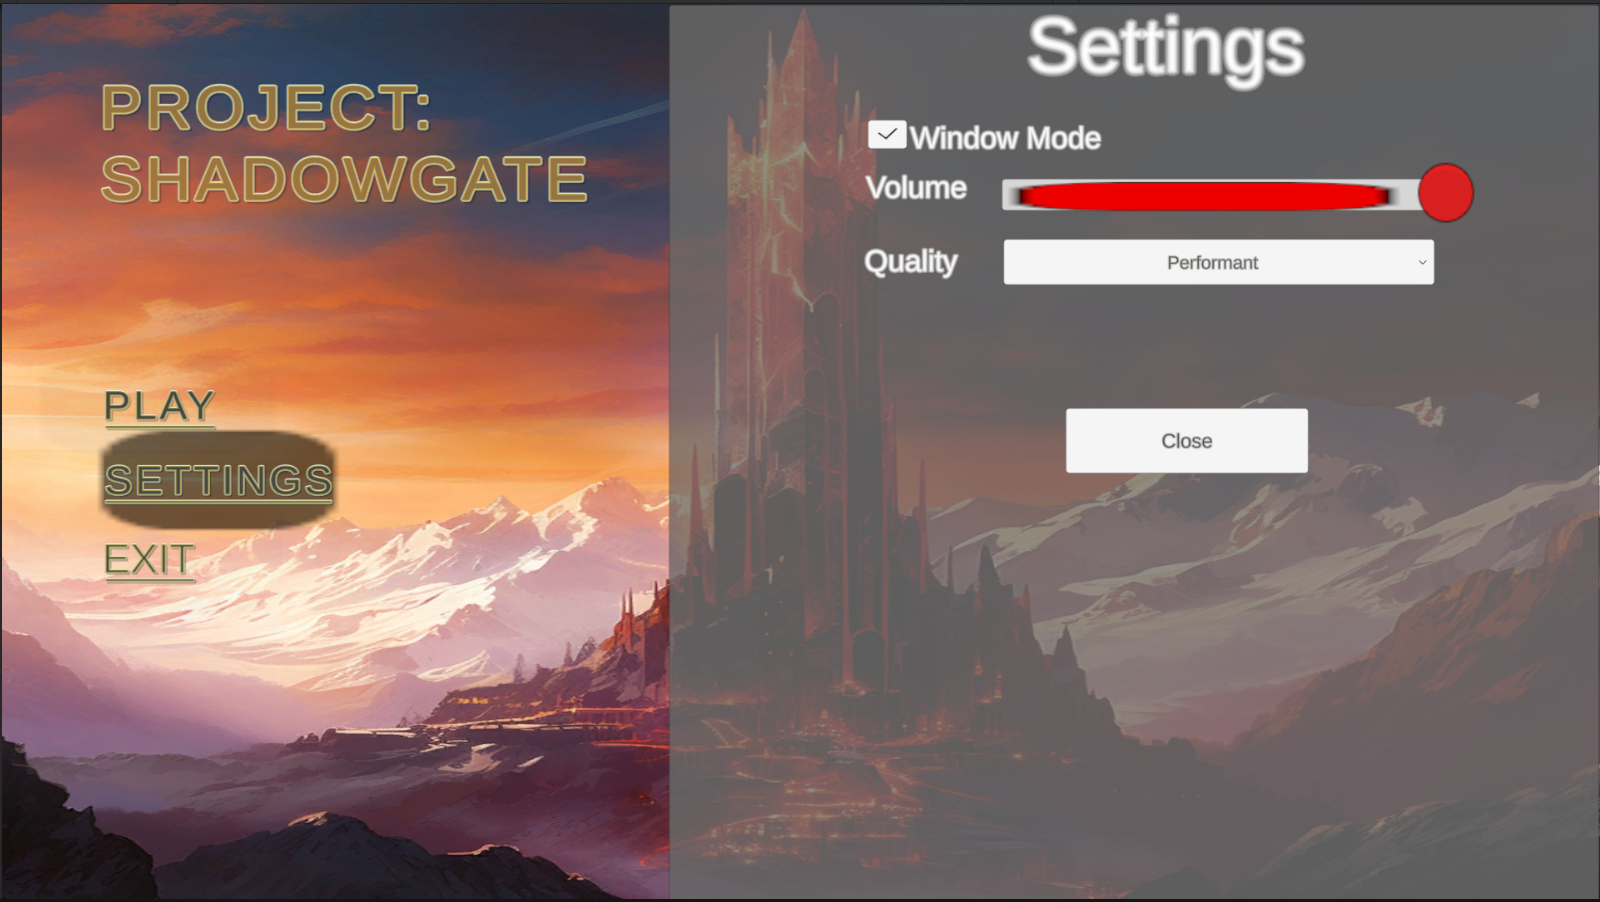 PROJECT:
SHADOWGATE
PLAY
SETTINGS
EXIT
Settings
Window Mode
Volume
Quality
Performant
Close